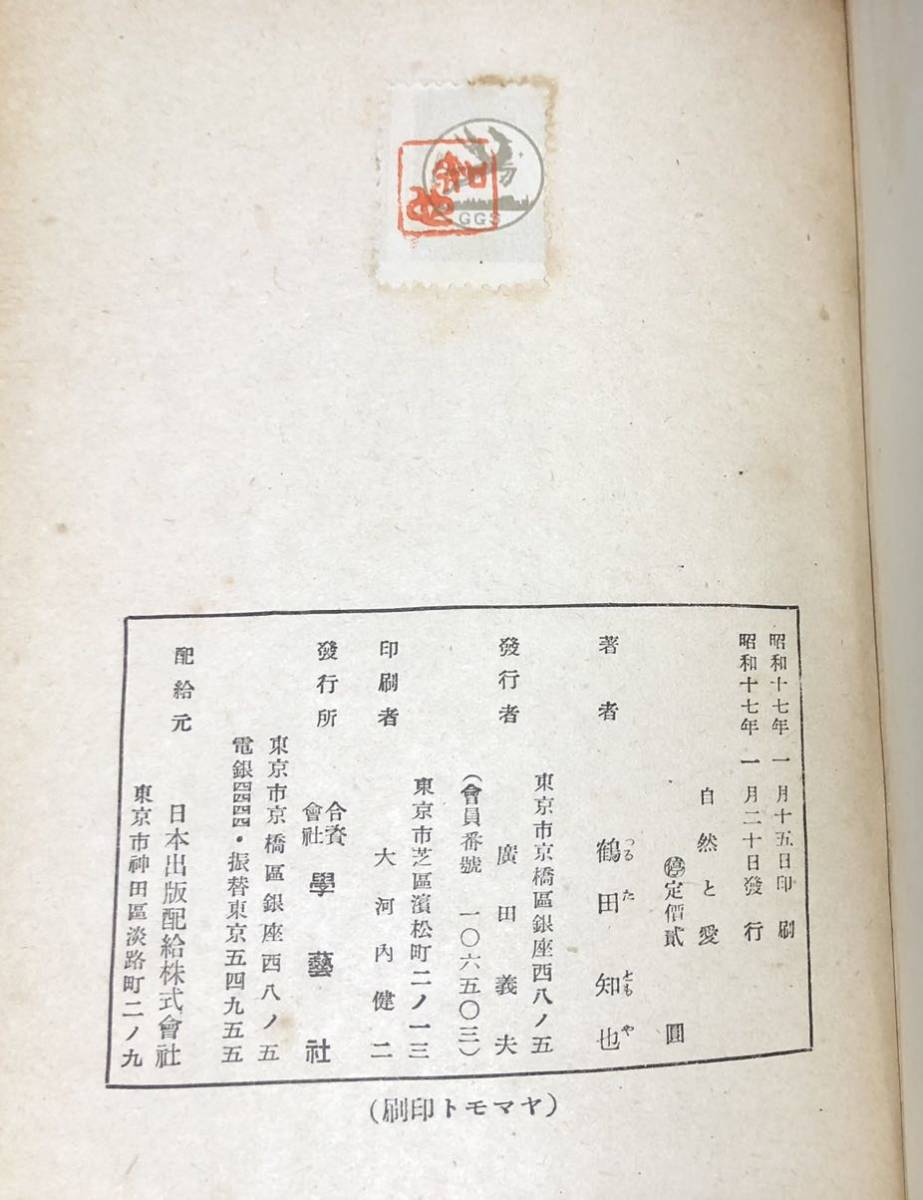 知也
GGS
昭和十七年 一月十五日印刷
昭和十七年 一月二十日發行
自然と愛
停定價貳 圓
著者 鶴田知也
つるたともや
東京市京橋區銀座西八ノ五
發行者 廣田義夫
(會員番號 一〇六五〇三)
東京市芝區濱松町二ノ一三
印刷者 大河內健二
發行所 合資會社 學藝社
東京市京橋區銀座西八ノ五
電銀四四四四・振替東京五四九五五
配給元 日本出版配給株式會社
東京市神田區淡路町二ノ九
(ヤマモト印刷)